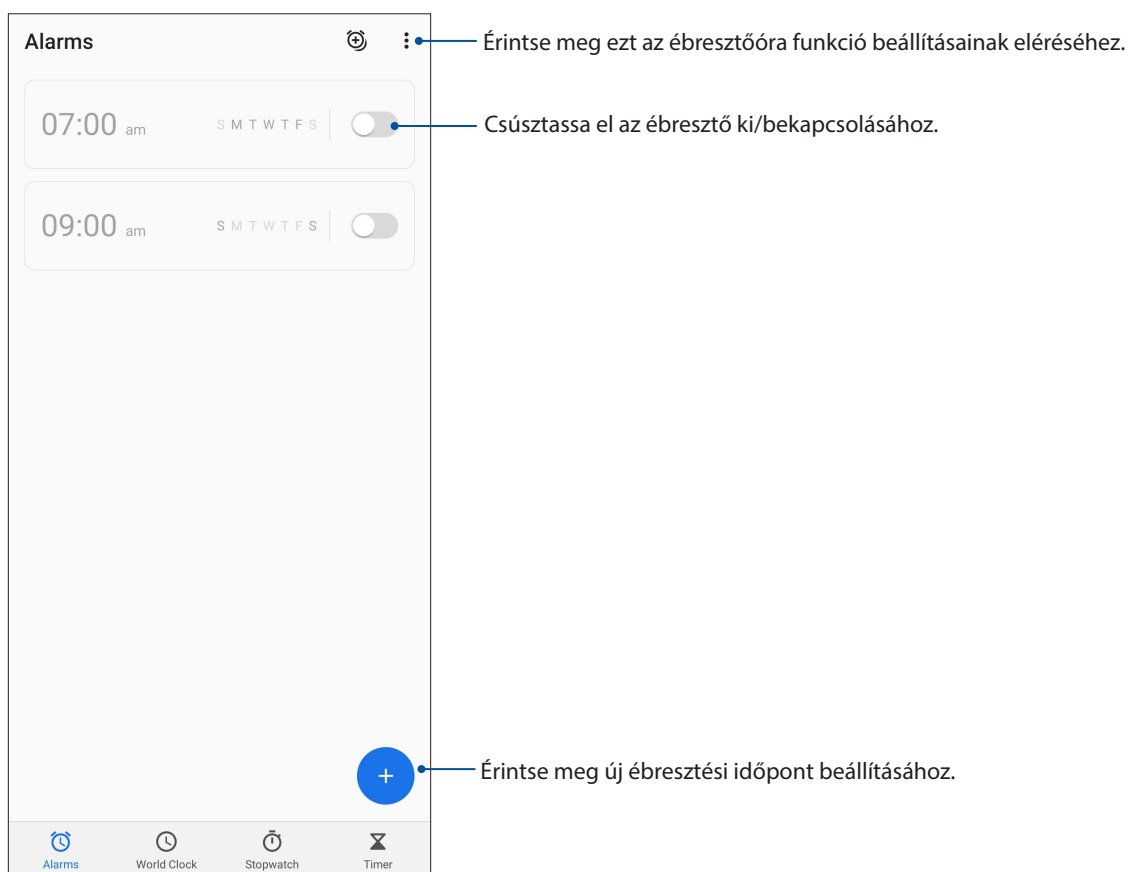 Alarms
Érintse meg ezt az ébresztőóra funkció beállításainak eléréséhez.
07:00 am S M T W T F S
Csúsztassa el az ébresztő ki/bekapcsolásához.
09:00 am S M T W T F S
+
Érintse meg új ébresztési időpont beállításához.
Alarms World Clock Stopwatch Timer